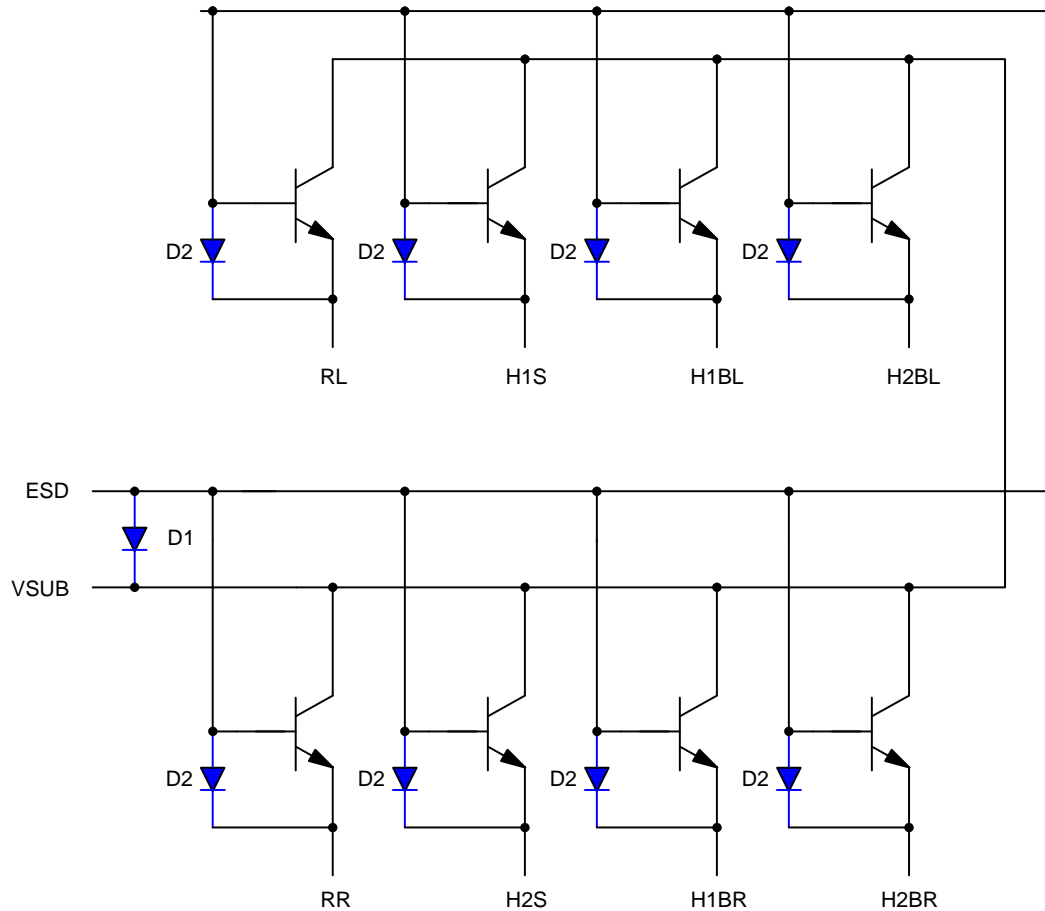 D2 D2 D2 D2
RL H1S H1BL H2BL
ESD
D1
VSUB
D2 D2 D2 D2
RR H2S H1BR H2BR